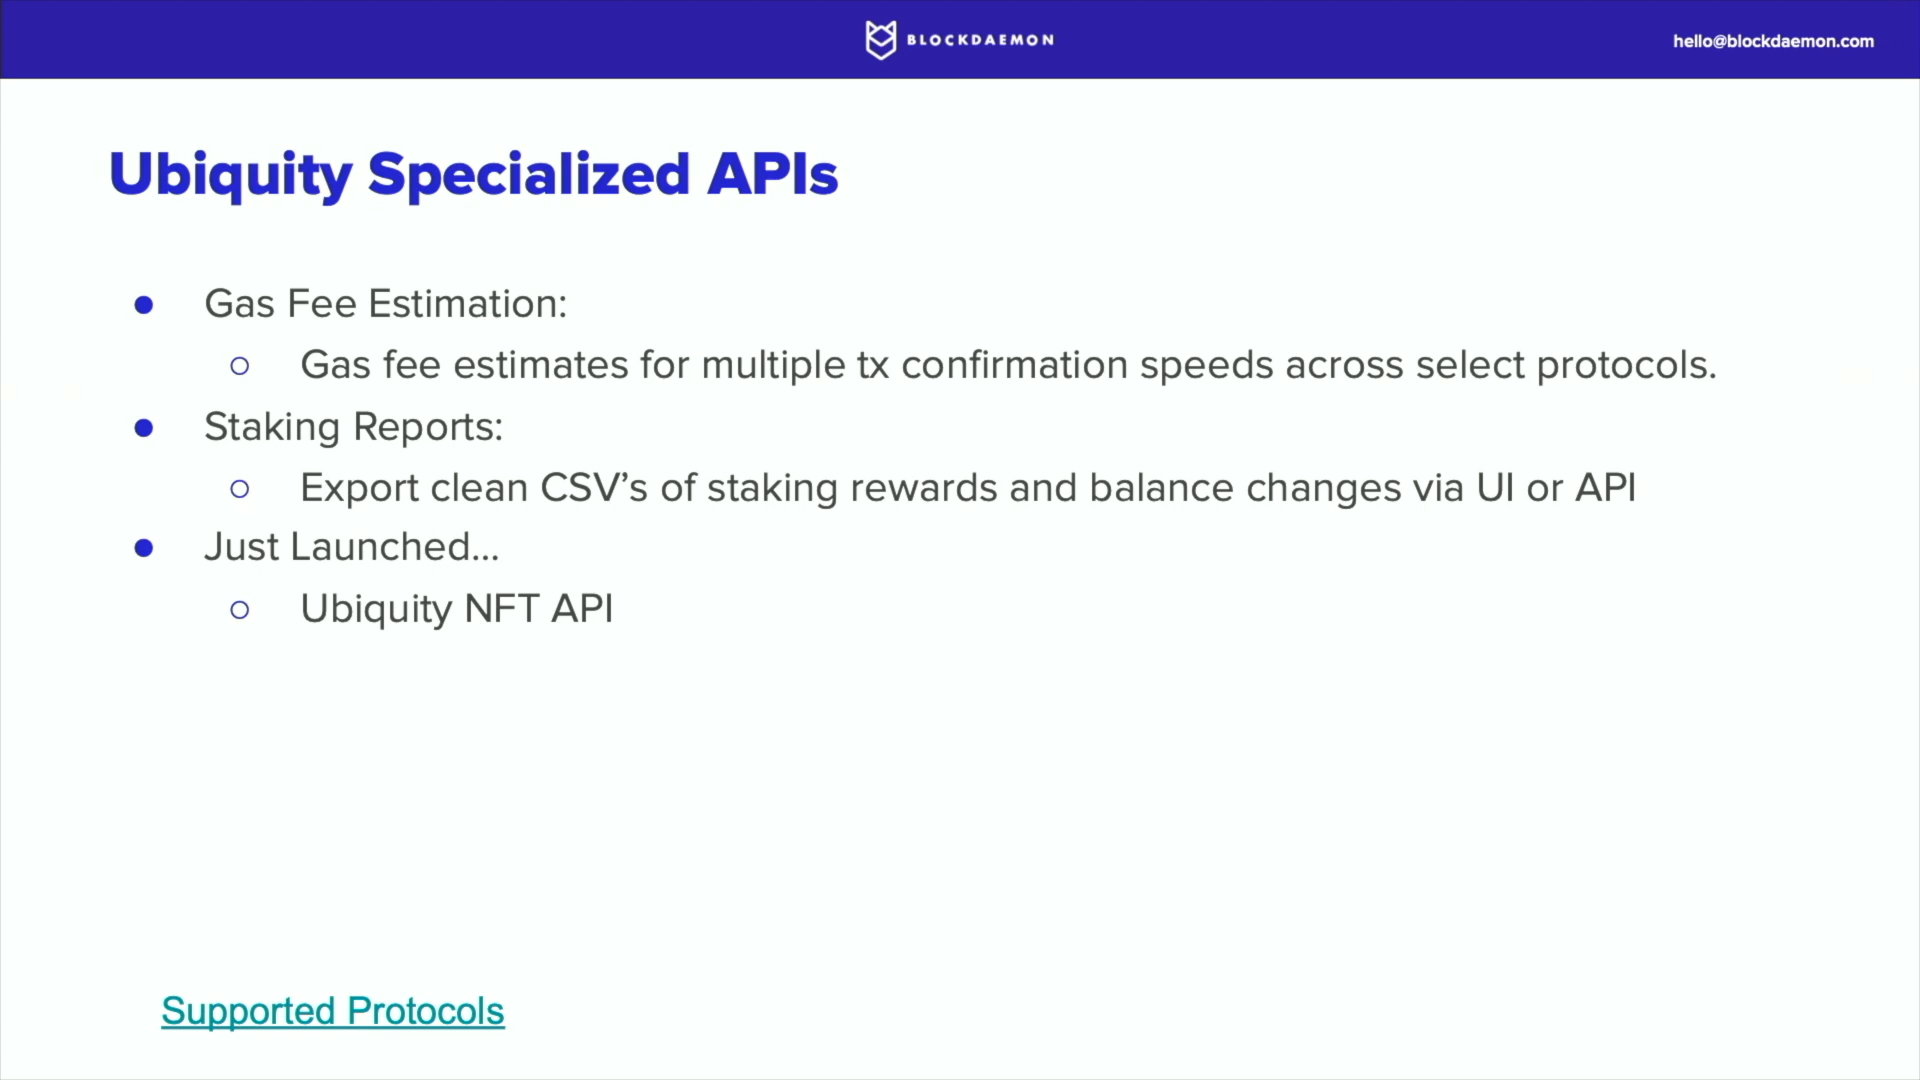 BLOCKDAEMON
hello@blockdaemon.com
Ubiquity Specialized APIs
● Gas Fee Estimation:
○ Gas fee estimates for multiple tx confirmation speeds across select protocols.
● Staking Reports:
○ Export clean CSV’s of staking rewards and balance changes via UI or API
● Just Launched...
○ Ubiquity NFT API
Supported Protocols